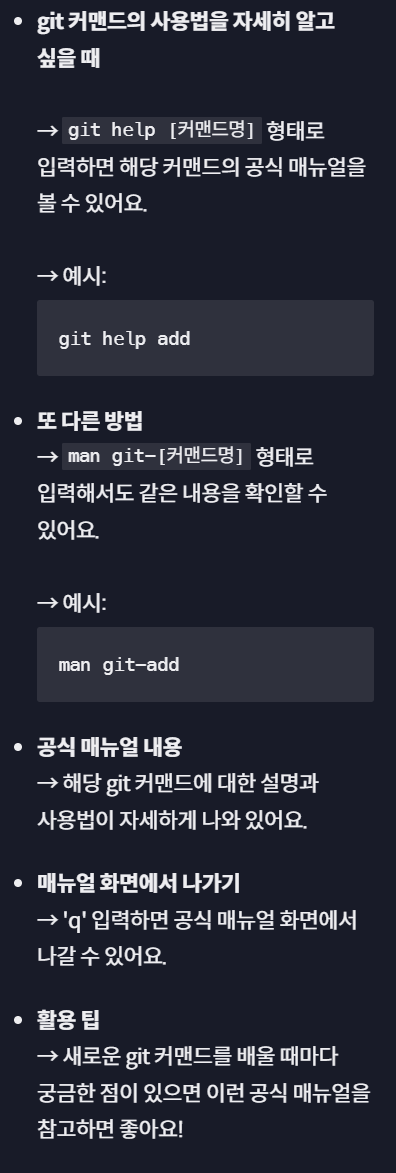 git 커맨드의 사용법을 자세히 알고
싶을 때
→ git help [커맨드명] 형태로
입력하면 해당 커맨드의 공식 매뉴얼을
볼 수 있어요.
→ 예시:
git help add
또 다른 방법
→ man git-[커맨드명] 형태로
입력해서도 같은 내용을 확인할 수
있어요.
→ 예시:
man git-add
공식 매뉴얼 내용
→ 해당 git 커맨드에 대한 설명과
사용법이 자세하게 나와 있어요.
매뉴얼 화면에서 나가기
→ 'q' 입력하면 공식 매뉴얼 화면에서
나갈 수 있어요.
활용 팁
→ 새로운 git 커맨드를 배울 때마다
궁금한 점이 있으면 이런 공식 매뉴얼을
참고하면 좋아요!